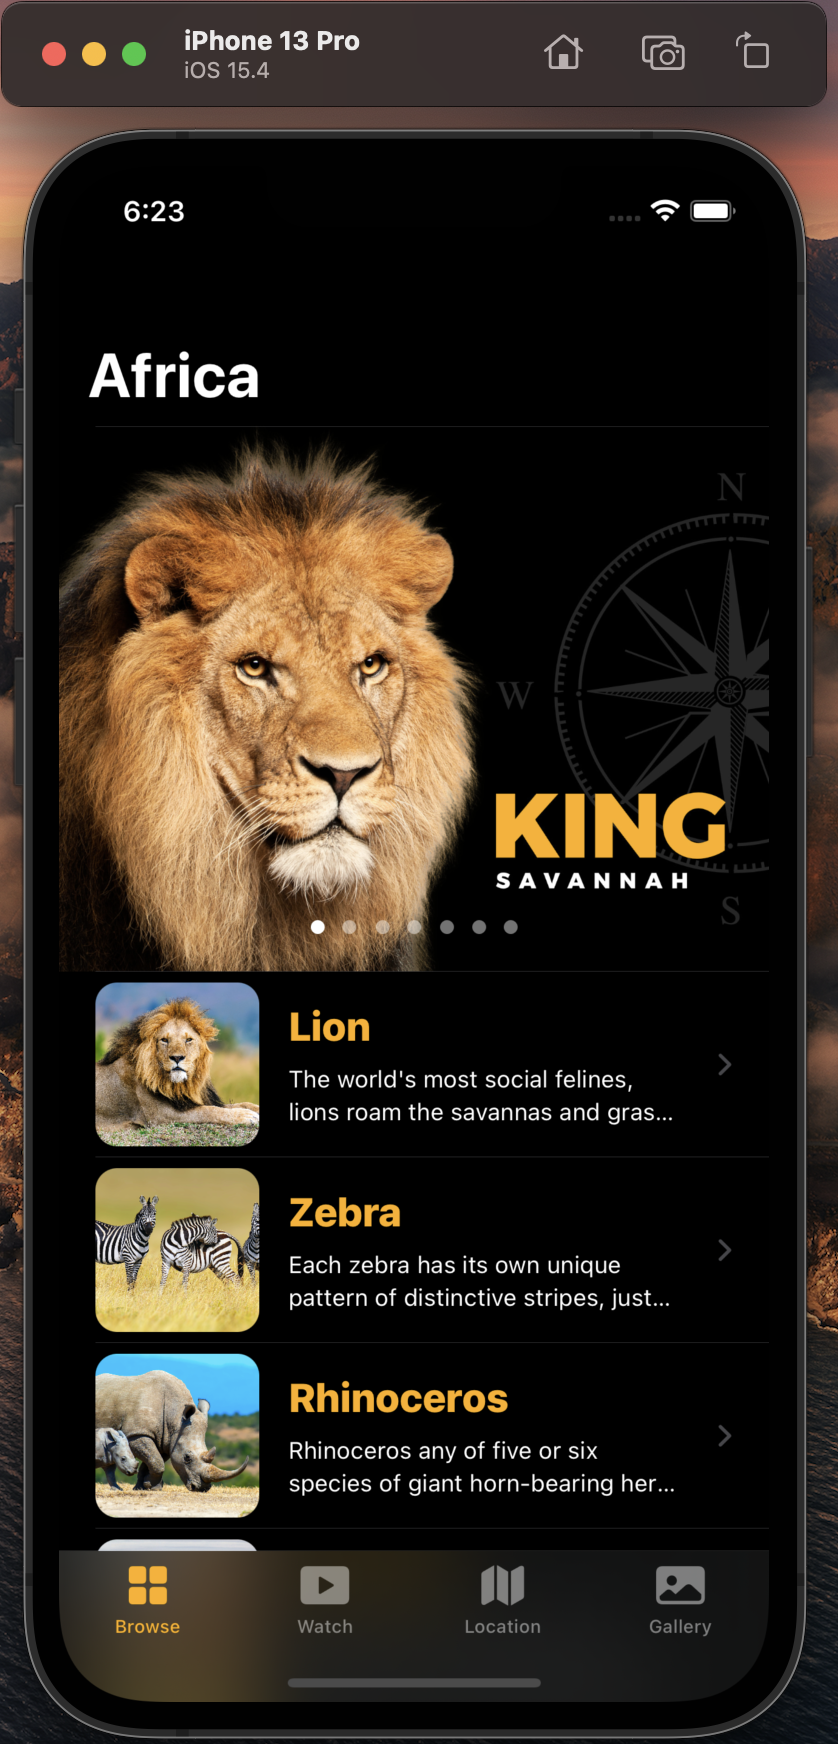 iPhone 13 Pro
iOS 15.4
6:23
Africa
N
W
KING
SAVANNAH
S
Lion
The world's most social felines,
lions roam the savannas and gras...
Zebra
Each zebra has its own unique
pattern of distinctive stripes, just...
Rhinoceros
Rhinoceros any of five or six
species of giant horn-bearing her...
Browse
Watch
Location
Gallery